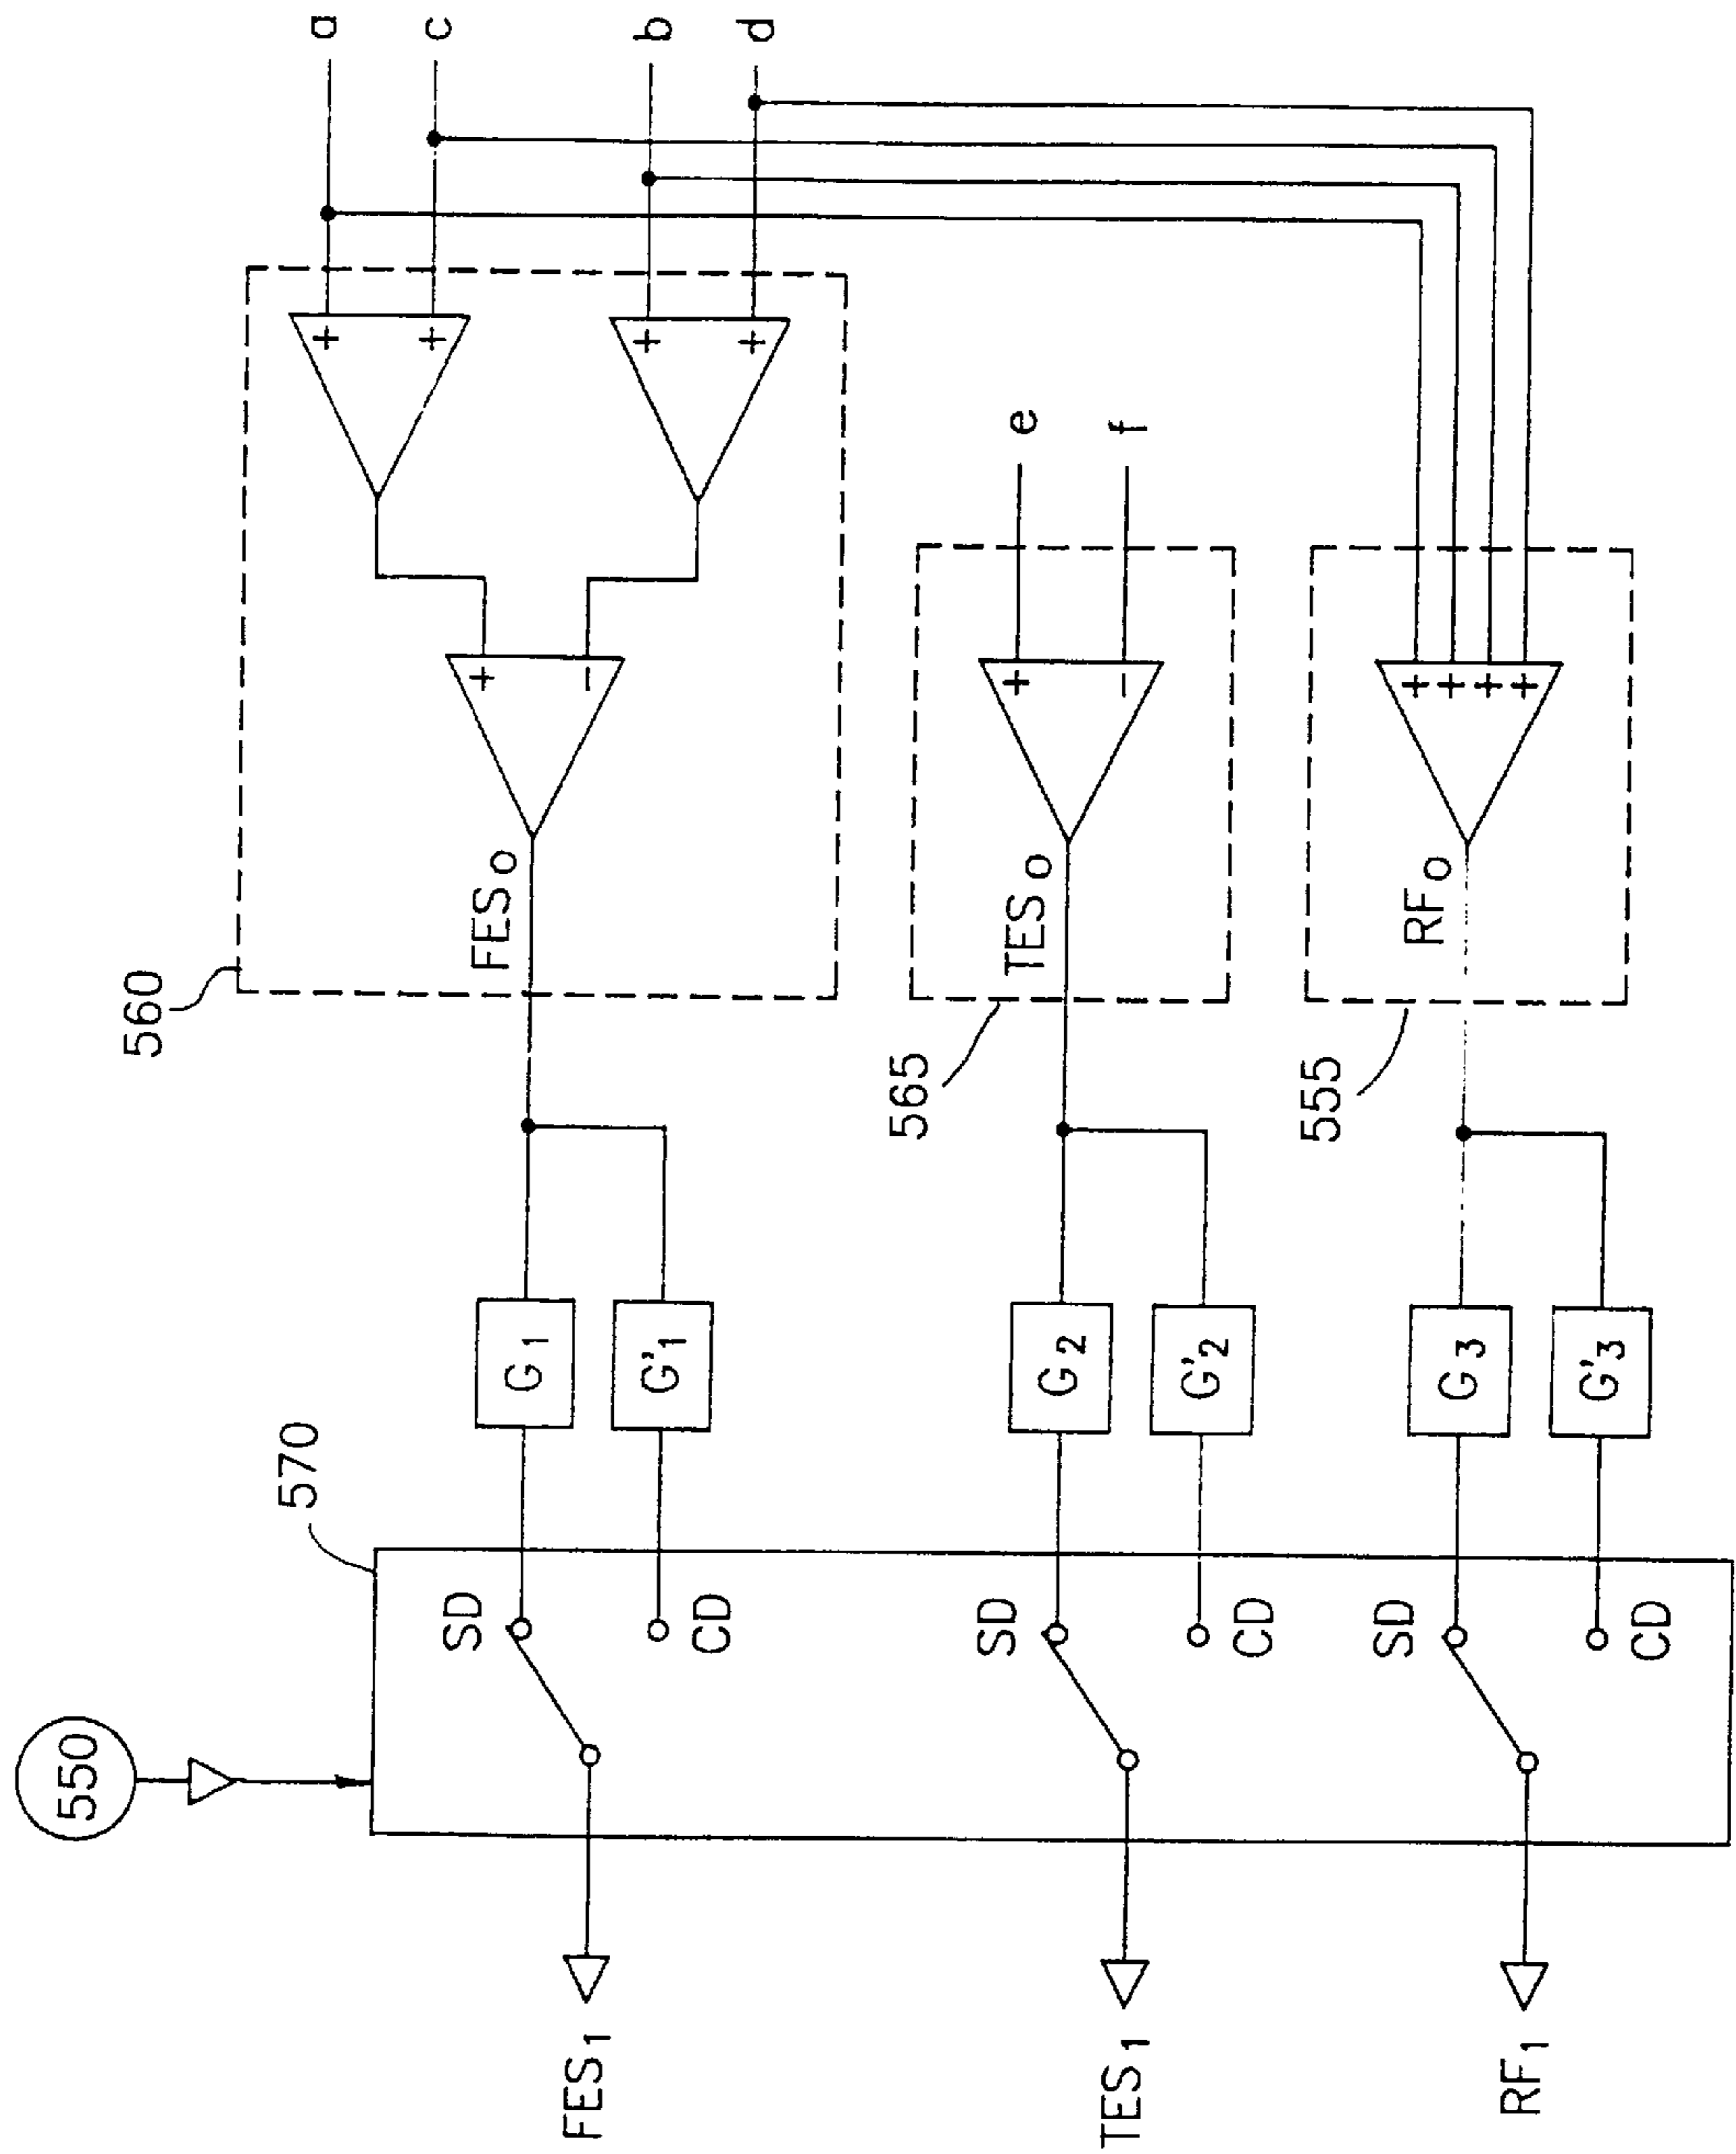 a
c
b
d
+
+
+
+
e
f
+
−
+
−
+
+
+
+
FES0
TES0
RF0
560
565
555
G1
G'1
G2
G'2
G3
G'3
570
SD
CD
SD
CD
SD
CD
550
FES1
TES1
RF1